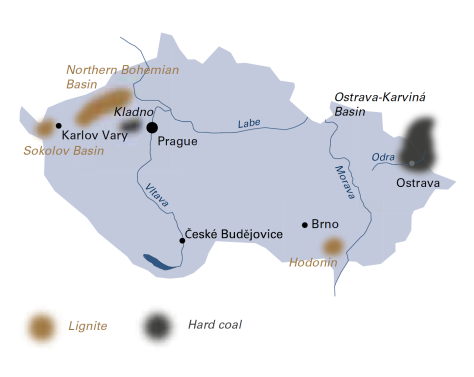 Northern Bohemian
Basin
Kladno
Ostrava-Karviná
Basin
Karlov Vary
Prague
Labe
Sokolov Basin
Odra
Ostrava
Morava
Vltava
České Budějovice
Brno
Hodonín
Lignite
Hard coal